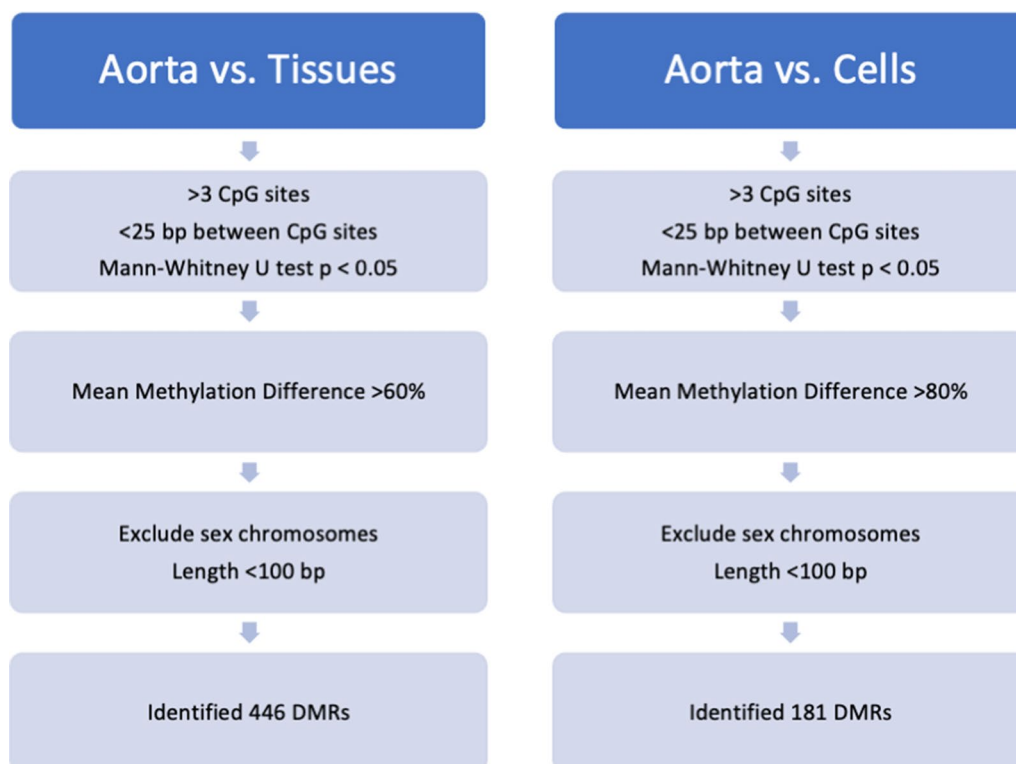 Aorta vs. Tissues
>3 CpG sites
<25 bp between CpG sites
Mann-Whitney U test p < 0.05
Mean Methylation Difference >60%
Exclude sex chromosomes
Length <100 bp
Identified 446 DMRs
Aorta vs. Cells
>3 CpG sites
<25 bp between CpG sites
Mann-Whitney U test p < 0.05
Mean Methylation Difference >80%
Exclude sex chromosomes
Length <100 bp
Identified 181 DMRs